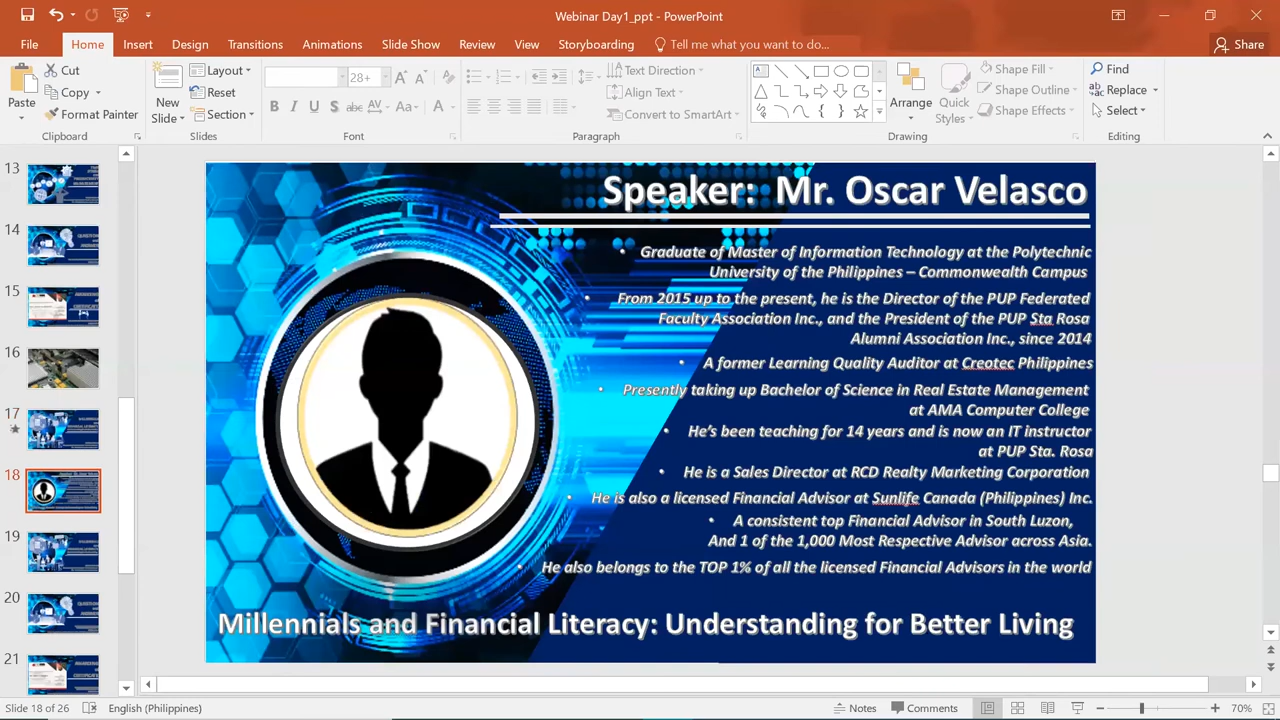 Webinar Day1_ppt - PowerPoint
File Home Insert Design Transitions Animations Slide Show Review View Storyboarding Tell me what you want to do... Share
Paste
Cut
Copy
Format Painter
Clipboard
New Slide
Layout
Reset
Section
Slides
28+
B I U S abc AV Aa A
Font
Text Direction
Align Text
Convert to SmartArt
Paragraph
Arrange
Quick Styles
Shape Fill
Shape Outline
Shape Effects
Drawing
Find
Replace
Select
Editing
13
14
15
16
17
18
19
20
21
Speaker: Mr. Oscar Velasco
• Graduate of Master of Information Technology at the Polytechnic
University of the Philippines – Commonwealth Campus
• From 2015 up to the present, he is the Director of the PUP Federated
Faculty Association Inc., and the President of the PUP Sta Rosa
Alumni Association Inc., since 2014
• A former Learning Quality Auditor at Creotec Philippines
• Presently taking up Bachelor of Science in Real Estate Management
at AMA Computer College
• He's been training for 14 years and is now an IT instructor
at PUP Sta. Rosa
• He is a Sales Director at RCD Realty Marketing Corporation
• He is also a licensed Financial Advisor at Sunlife Canada (Philippines) Inc.
• A consistent top Financial Advisor in South Luzon,
And 1 of the 1,000 Most Respective advisor across Asia.
• He also belongs to the TOP 1% of all the licensed Financial Advisors in the world
Millennials and Financial Literacy: Understanding for Better Living
Slide 18 of 26 English (Philippines) Notes Comments 70%